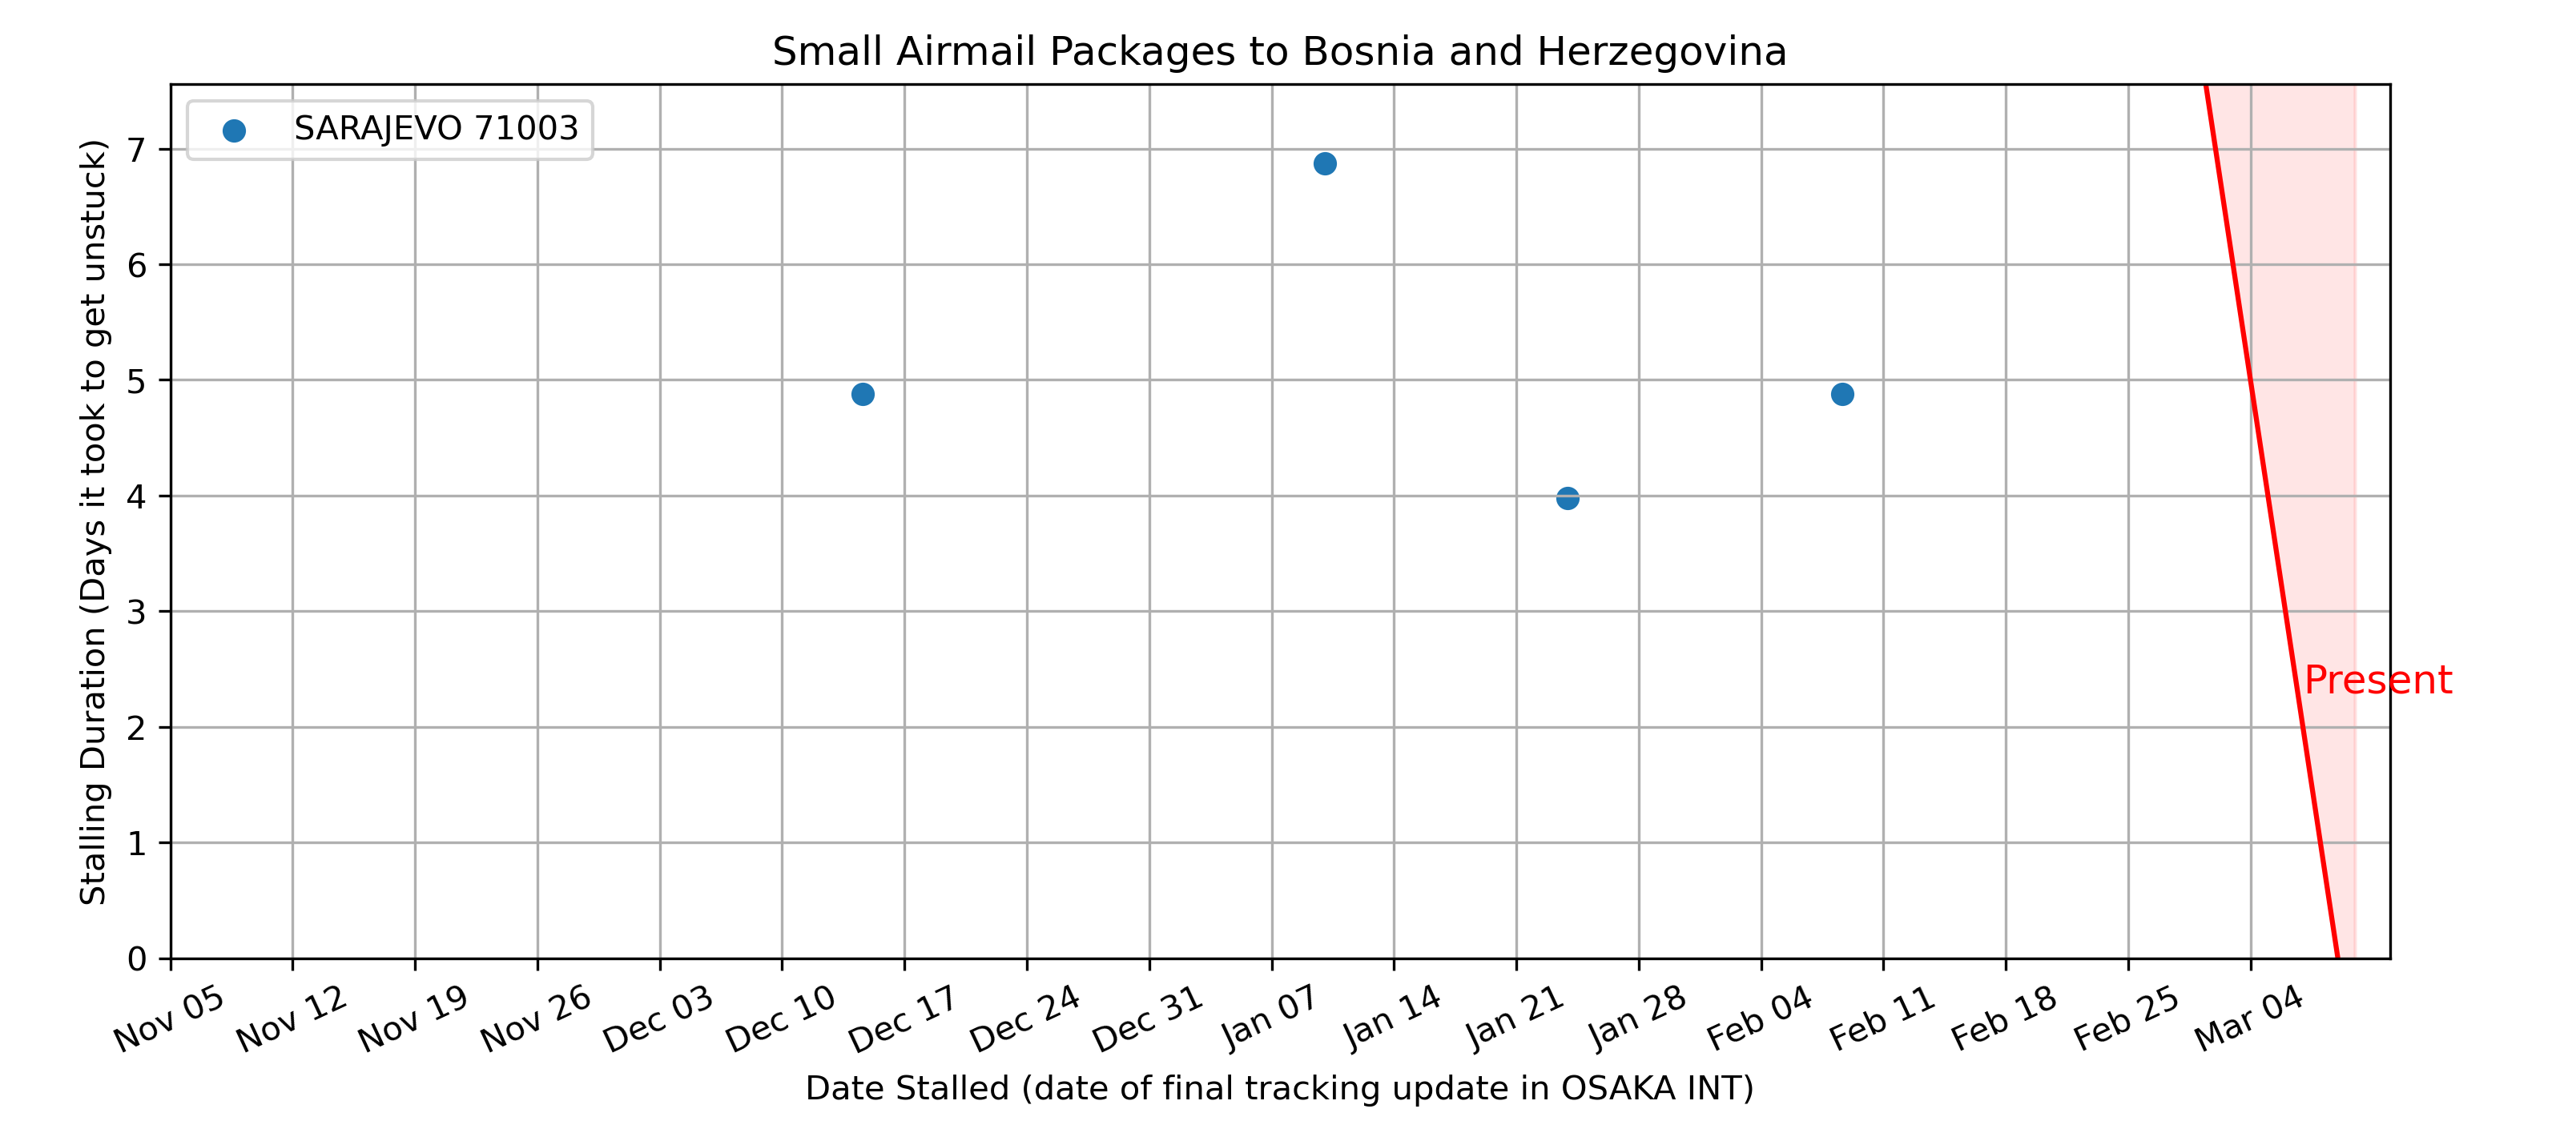 Small Airmail Packages to Bosnia and Herzegovina
SARAJEVO 71003
Stalling Duration (Days it took to get unstuck)
7
6
5
4
3
2
1
0
Present
Nov 05
Nov 12
Nov 19
Nov 26
Dec 03
Dec 10
Dec 17
Dec 24
Dec 31
Jan 07
Jan 14
Jan 21
Jan 28
Feb 04
Feb 11
Feb 18
Feb 25
Mar 04
Date Stalled (date of final tracking update in OSAKA INT)